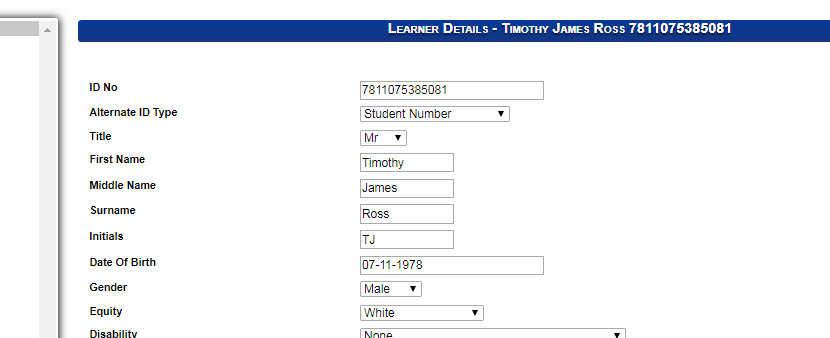 Learner Details - Timothy James Ross 7811075385081
ID No 7811075385081
Alternate ID Type Student Number
Title Mr
First Name Timothy
Middle Name James
Surname Ross
Initials TJ
Date Of Birth 07-11-1978
Gender Male
Equity White
Disability None